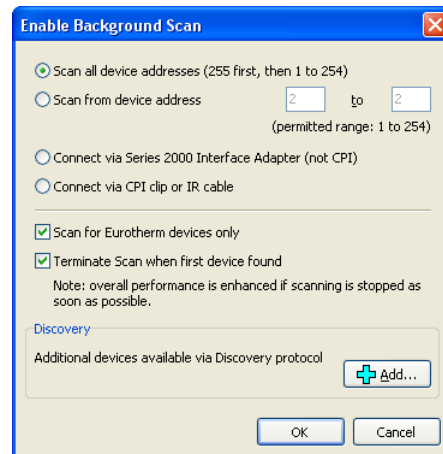 Enable Background Scan
Scan all device addresses (255 first, then 1 to 254)
Scan from device address 2 to 2
(permitted range: 1 to 254)
Connect via Series 2000 Interface Adapter (not CPI)
Connect via CPI clip or IR cable
Scan for Eurotherm devices only
Terminate Scan when first device found
Note: overall performance is enhanced if scanning is stopped as
soon as possible.
Discovery
Additional devices available via Discovery protocol
Add...
OK Cancel